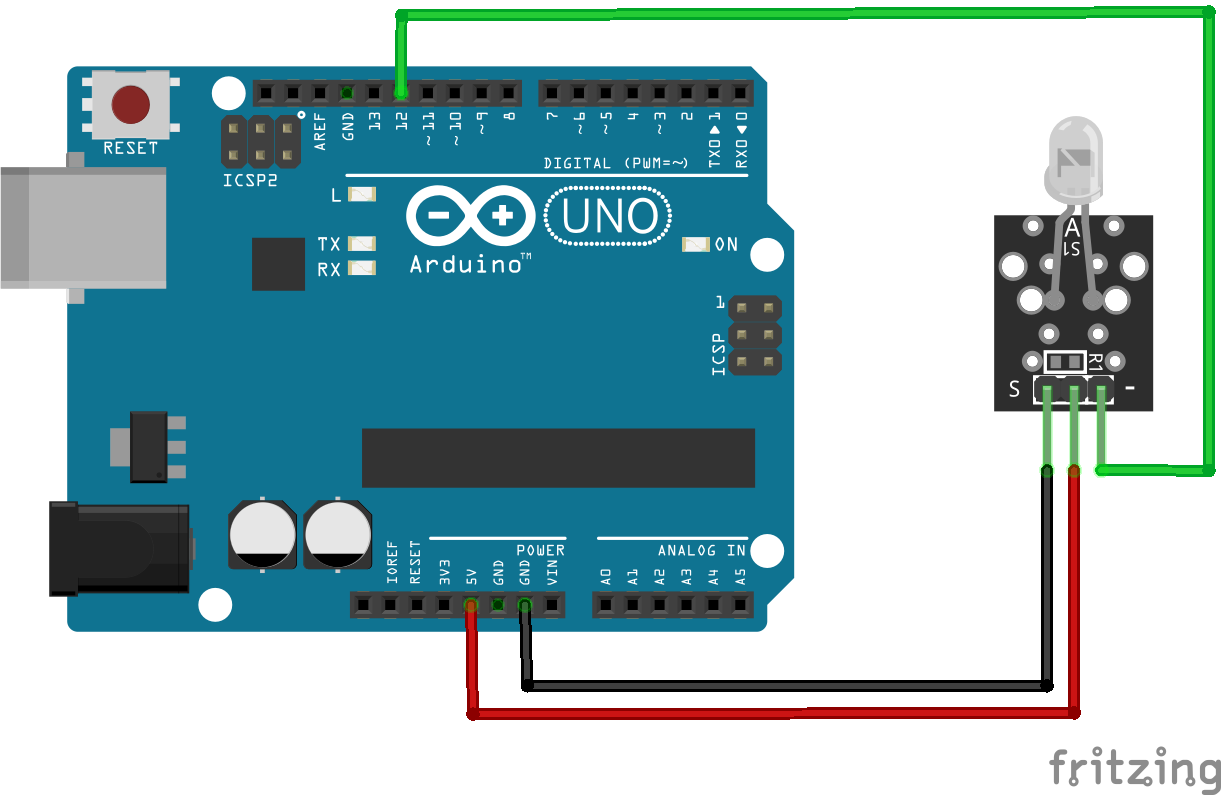 RESET
ICSP2
AREF
GND
13
12
~11
~10
~9
8
7
~6
~5
4
~3
2
TX0▶1
RX0◀0
DIGITAL (PWM=~)
L
TX
RX
Arduino™
UNO
ON
1
ICSP
A
S1
R1
S
-
POWER
ANALOG IN
IOREF
RESET
3V3
5V
GND
GND
VIN
A0
A1
A2
A3
A4
A5
fritzing